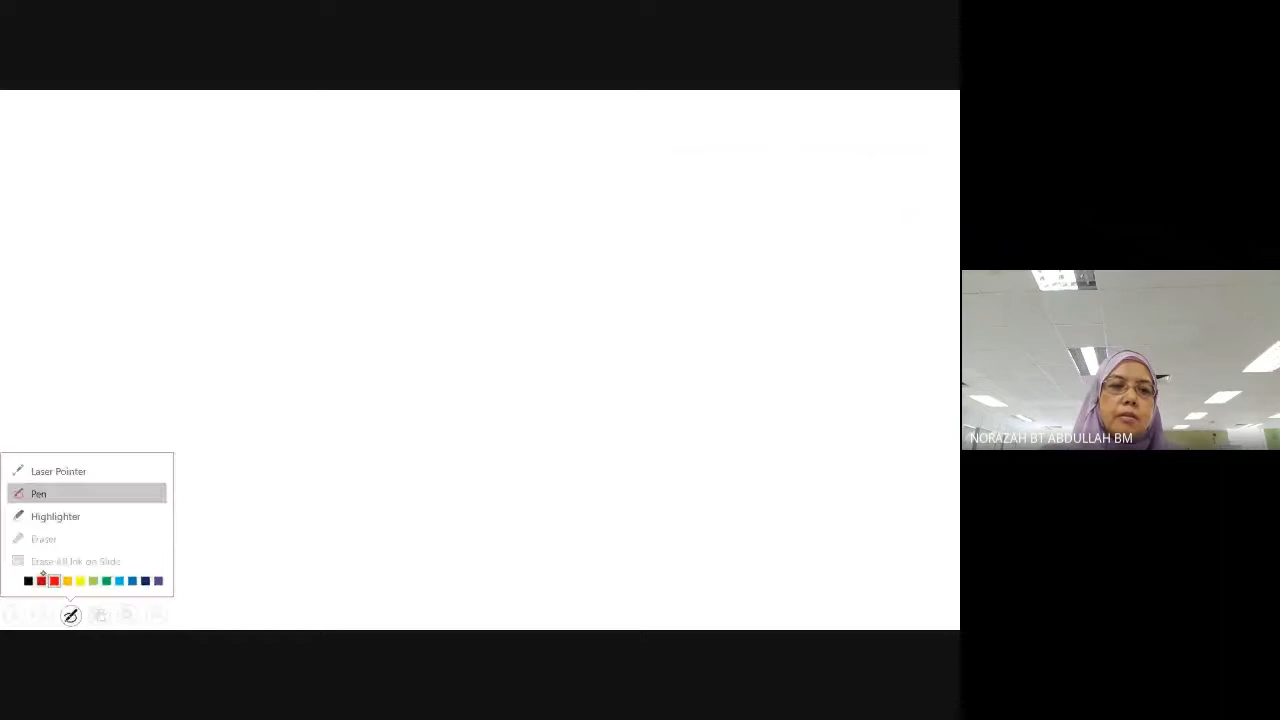 Laser Pointer
Pen
Highlighter
Eraser
Erase All Ink on Slide
NORAZAH BT ABDULLAH BM